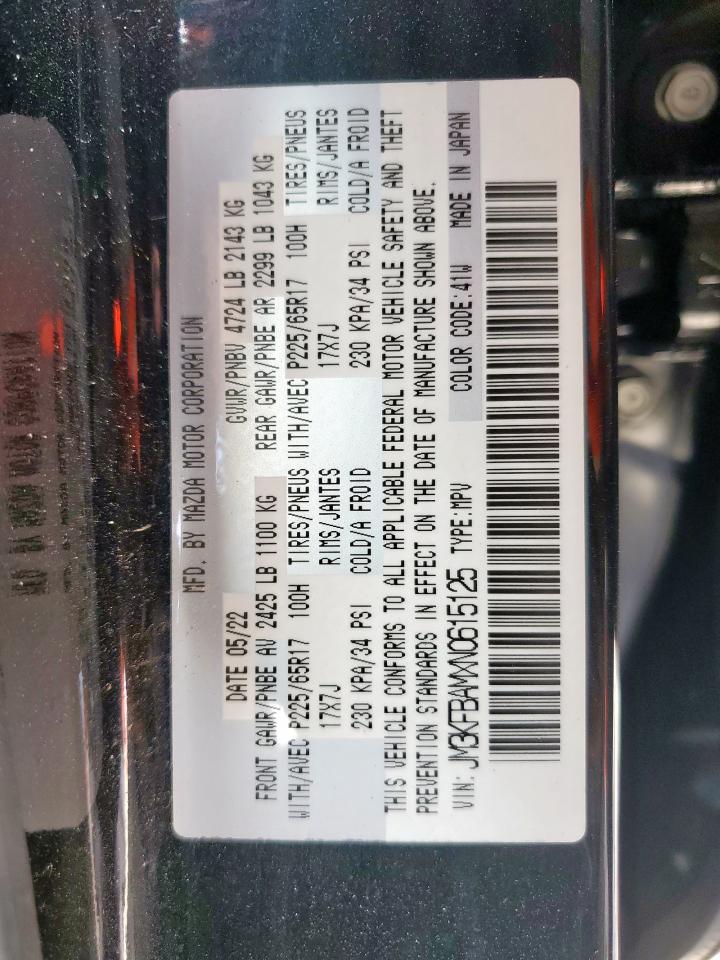 MFD. BY MAZDA MOTOR CORPORATION
DATE 05/22 GVWR/PNBV 4724 LB 2143 KG
FRONT GAWR/PNBE AV 2425 LB 1100 KG REAR GAWR/PNBE AR 2299 LB 1043 KG
WITH/AVEC P225/65R17 100H TIRES/PNEUS WITH/AVEC P225/65R17 100H TIRES/PNEUS
17X7J RIMS/JANTES 17X7J RIMS/JANTES
230 KPA/34 PSI COLD/A FROID 230 KPA/34 PSI COLD/A FROID
THIS VEHICLE CONFORMS TO ALL APPLICABLE FEDERAL MOTOR VEHICLE SAFETY AND THEFT
PREVENTION STANDARDS IN EFFECT ON THE DATE OF MANUFACTURE SHOWN ABOVE.
VIN: JM3KFBAMXN0615125 TYPE:MPV COLOR CODE:41W MADE IN JAPAN